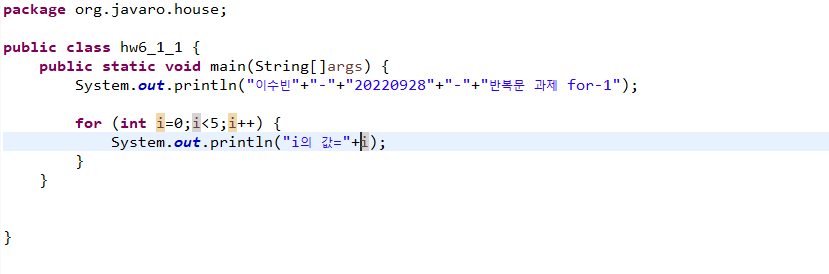 package org.javaro.house;
public class hw6_1_1 {
public static void main(String[]args) {
System.out.println("이수빈"+"-"+"20220928"+"-"+"반복문 과제 for-1");
for (int i=0;i<5;i++) {
System.out.println("i의 값="+i);
}
}
}